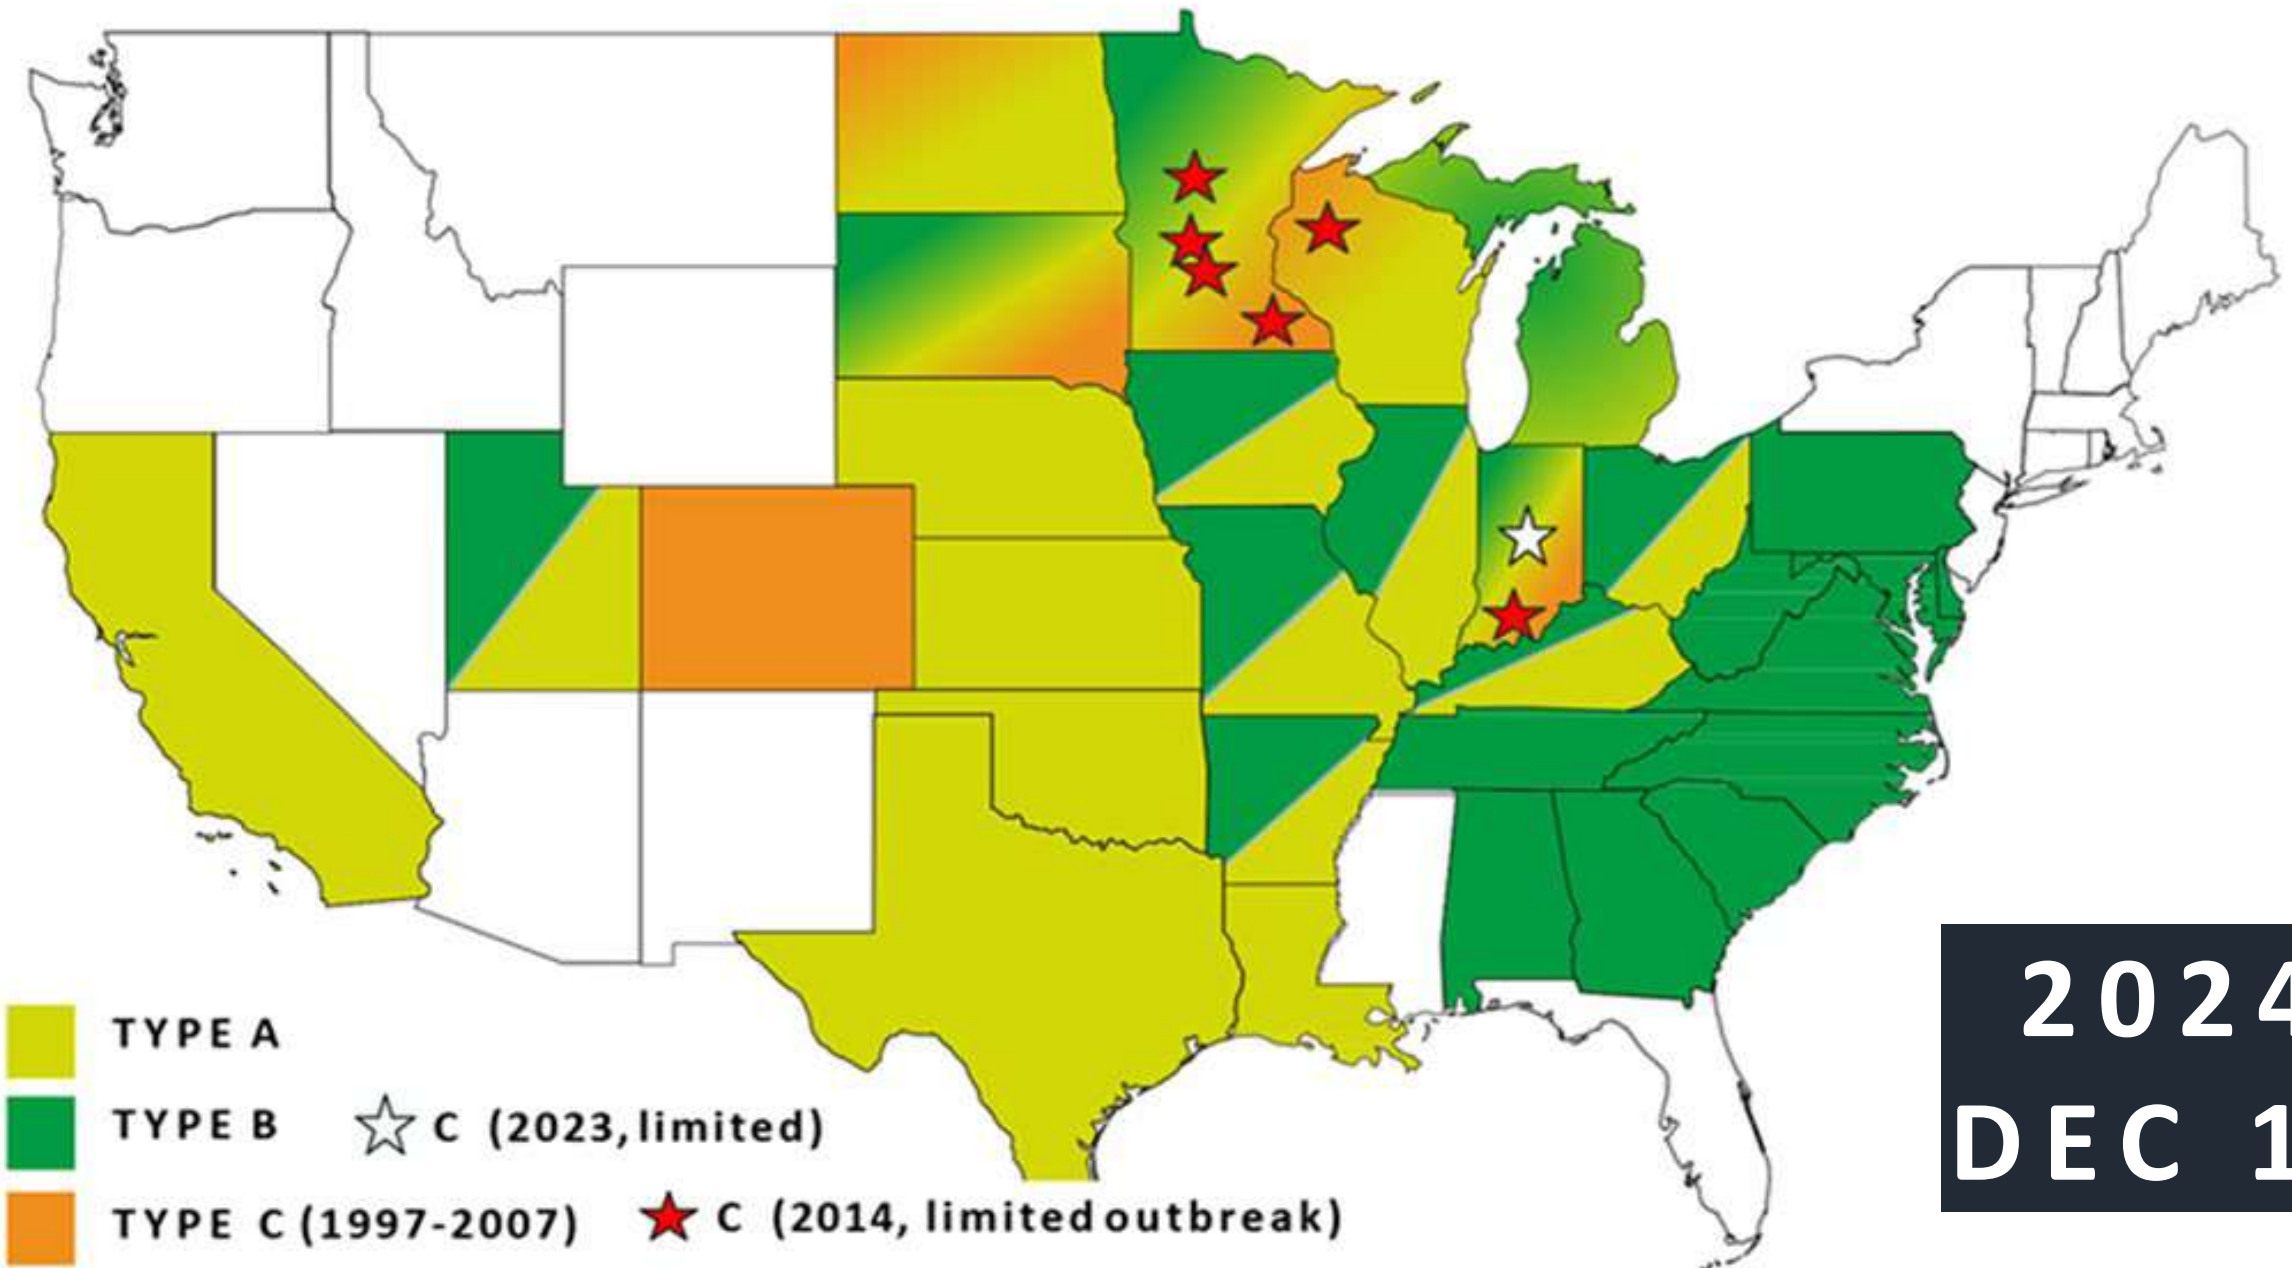 TYPE A
TYPE B C (2023, limited)
TYPE C (1997-2007) C (2014, limited outbreak)
2024
DEC 1